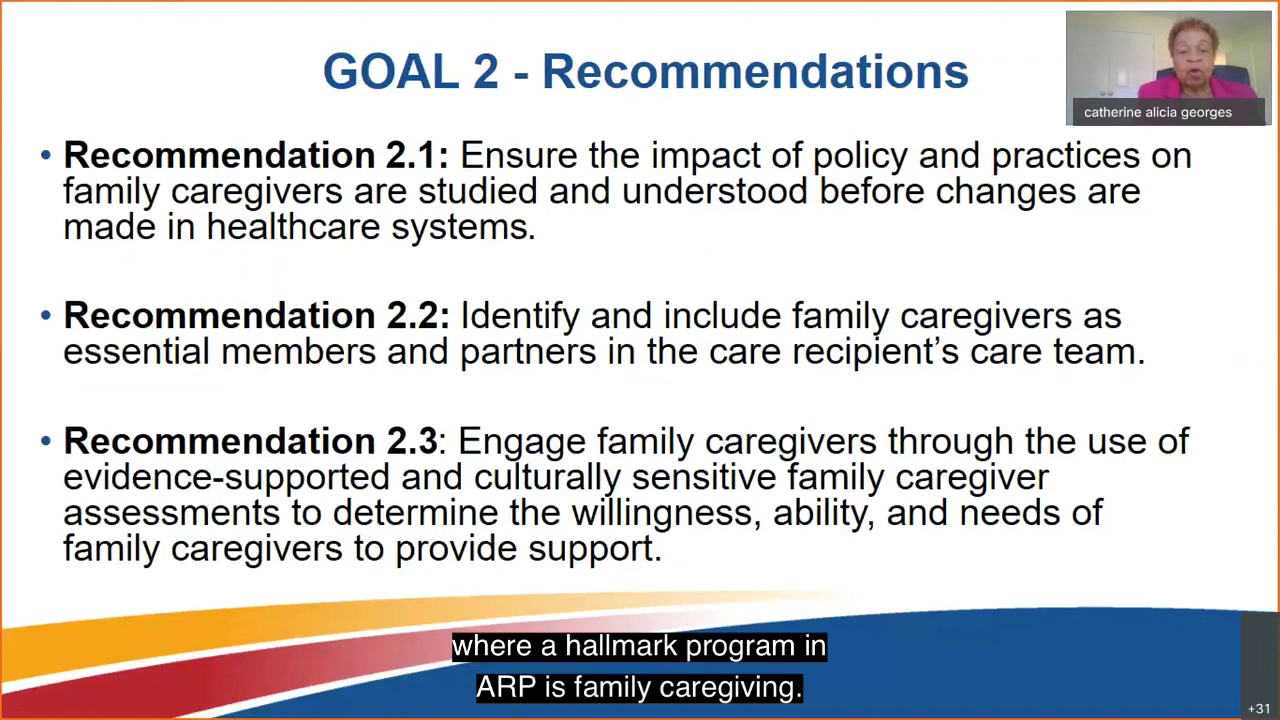 GOAL 2 - Recommendations
catherine alicia georges
• Recommendation 2.1: Ensure the impact of policy and practices on
family caregivers are studied and understood before changes are
made in healthcare systems.
• Recommendation 2.2: Identify and include family caregivers as
essential members and partners in the care recipient’s care team.
• Recommendation 2.3: Engage family caregivers through the use of
evidence-supported and culturally sensitive family caregiver
assessments to determine the willingness, ability, and needs of
family caregivers to provide support.
where a hallmark program in
ARP is family caregiving.
+31